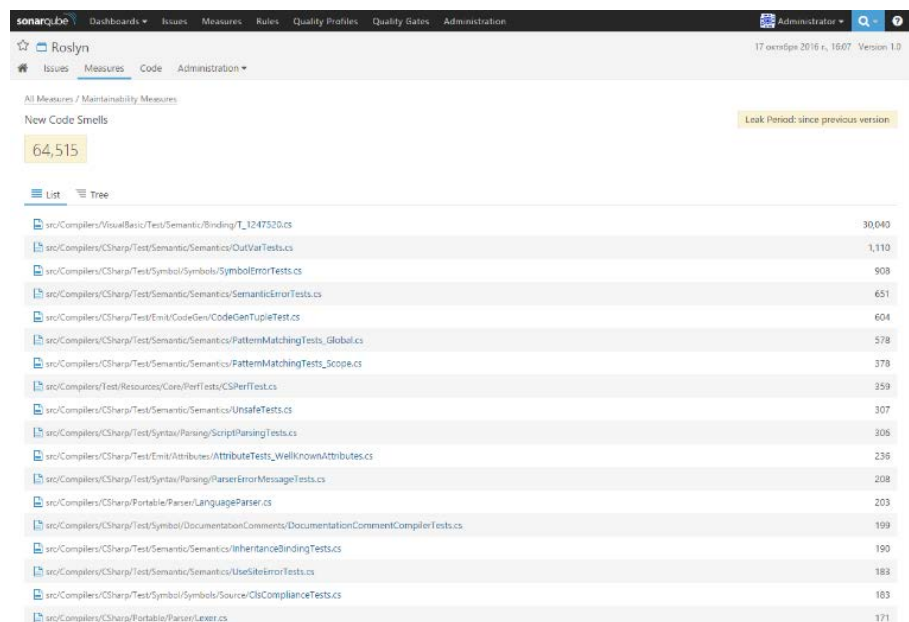 sonarqube Dashboards Issues Measures Rules Quality Profiles Quality Gates Administration Administrator
Roslyn 17 октября 2016 г., 16:07 Version 1.0
Issues Measures Code Administration
All Measures / Maintainability Measures
New Code Smells Leak Period: since previous version
64,515
List Tree
src/Compilers/VisualBasic/Test/Semantic/Binding/T_1247520.cs 30,040
src/Compilers/CSharp/Test/Semantic/Semantics/OutVarTests.cs 1,110
src/Compilers/CSharp/Test/Symbol/Symbols/SymbolErrorTests.cs 908
src/Compilers/CSharp/Test/Semantic/Semantics/SemanticErrorTests.cs 651
src/Compilers/CSharp/Test/Emit/CodeGen/CodeGenTupleTest.cs 604
src/Compilers/CSharp/Test/Semantic/Semantics/PatternMatchingTests_Global.cs 578
src/Compilers/CSharp/Test/Semantic/Semantics/PatternMatchingTests_Scope.cs 378
src/Compilers/Test/Resources/Core/PerfTests/CSPerfTest.cs 359
src/Compilers/CSharp/Test/Semantic/Semantics/UnsafeTests.cs 307
src/Compilers/CSharp/Test/Syntax/Parsing/ScriptParsingTests.cs 306
src/Compilers/CSharp/Test/Emit/Attributes/AttributeTests_WellKnownAttributes.cs 236
src/Compilers/CSharp/Test/Syntax/Parsing/ParserErrorMessageTests.cs 208
src/Compilers/CSharp/Portable/Parser/LanguageParser.cs 203
src/Compilers/CSharp/Test/Symbol/DocumentationComments/DocumentationCommentCompilerTests.cs 199
src/Compilers/CSharp/Test/Semantic/Semantics/InheritanceBindingTests.cs 190
src/Compilers/CSharp/Test/Semantic/Semantics/UseSiteErrorTests.cs 183
src/Compilers/CSharp/Test/Symbol/Symbols/Source/ClsComplianceTests.cs 183
src/Compilers/CSharp/Portable/Parser/Lexer.cs 171